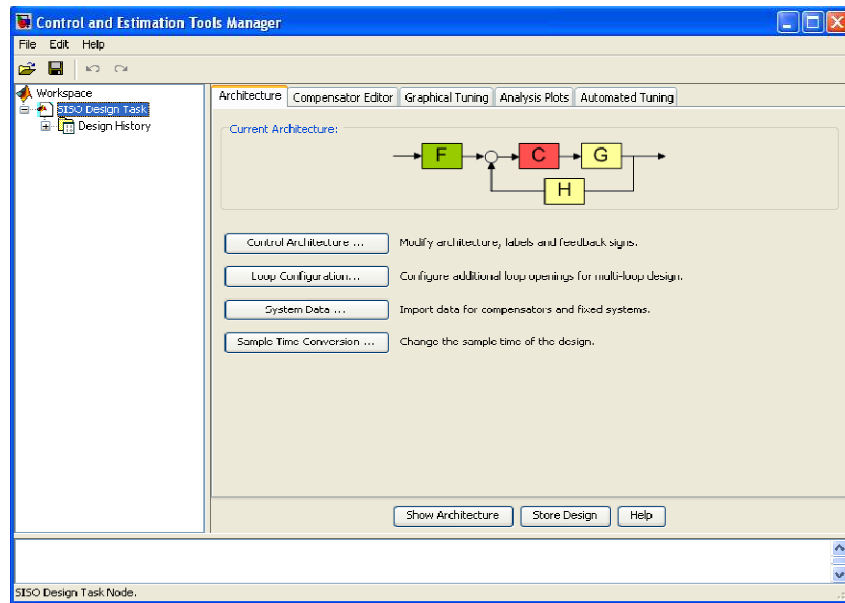 Control and Estimation Tools Manager
File Edit Help
Workspace
SISO Design Task
Design History
Architecture Compensator Editor Graphical Tuning Analysis Plots Automated Tuning
Current Architecture:
F C G
H
Control Architecture ... Modify architecture, labels and feedback signs.
Loop Configuration... Configure additional loop openings for multi-loop design.
System Data ... Import data for compensators and fixed systems.
Sample Time Conversion ... Change the sample time of the design.
Show Architecture Store Design Help
SISO Design Task Node.